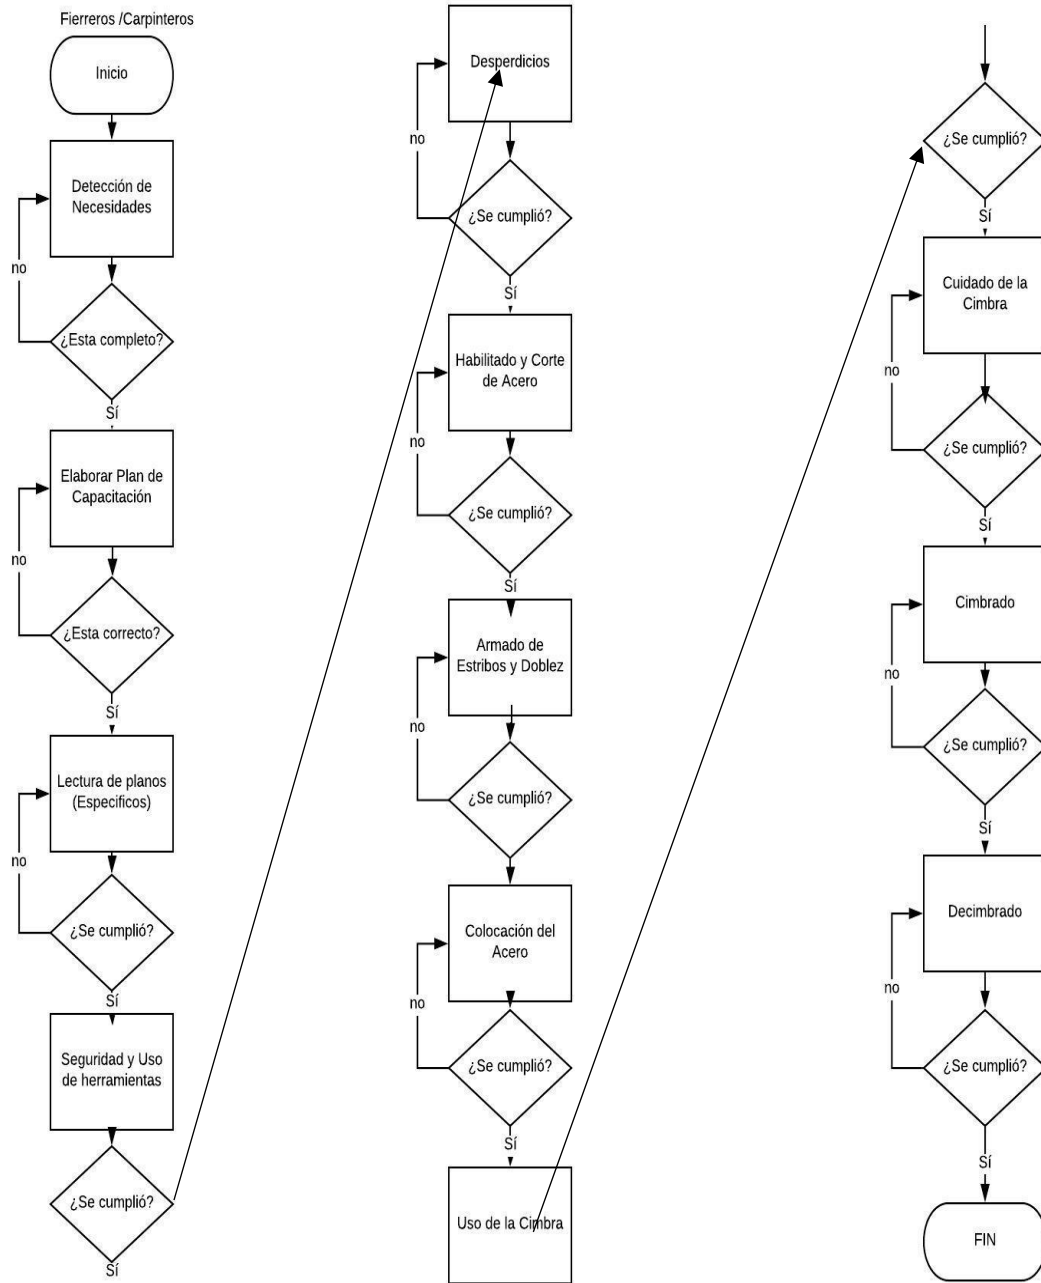 Fierreros /Carpinteros
Inicio
Detección de
Necesidades
no
¿Esta completo?
Sí
Elaborar Plan de
Capacitación
no
¿Esta correcto?
Sí
Lectura de planos
(Especificos)
no
¿Se cumplió?
Sí
Seguridad y Uso
de herramientas
¿Se cumplió?
Sí
Desperdicios
no
¿Se cumplió?
Sí
Habilitado y Corte
de Acero
no
¿Se cumplió?
Sí
Armado de
Estribos y Doblez
no
¿Se cumplió?
Colocación del
Acero
no
¿Se cumplió?
Sí
Uso de la Cimbra
¿Se cumplió?
Sí
Cuidado de la
Cimbra
no
¿Se cumplió?
Sí
Cimbrado
no
¿Se cumplió?
Sí
Decimbrado
no
¿Se cumplió?
Sí
FIN